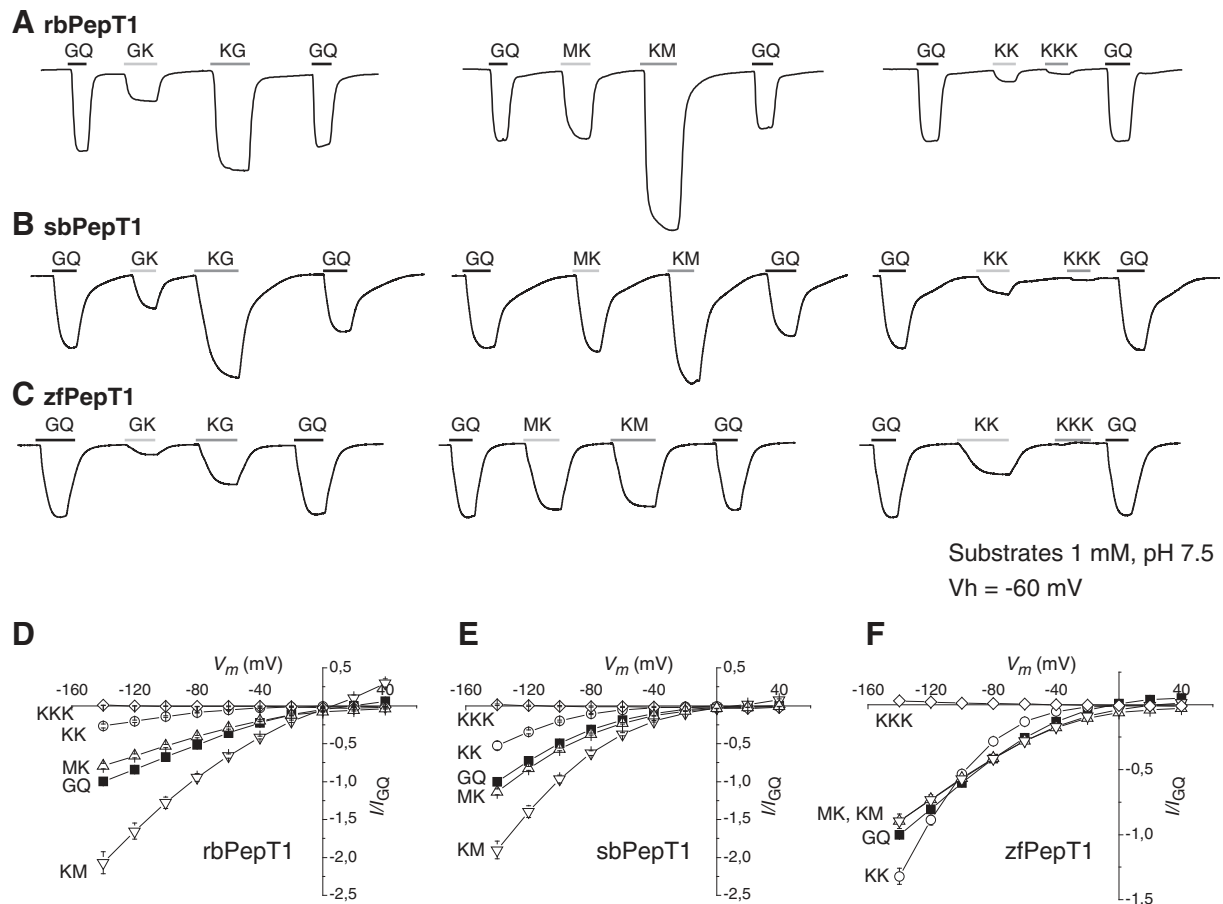 A rbPepT1
GQ GK KG GQ GQ MK KM GQ GQ KK KKK GQ
B sbPepT1
GQ GK KG GQ GQ MK KM GQ GQ KK KKK GQ
C zfPepT1
GQ GK KG GQ GQ MK KM GQ GQ KK KKK GQ
Substrates 1 mM, pH 7.5
Vh = -60 mV
D
Vm (mV)
-160 -120 -80 -40 40
0,5
-0,5
-1,0
-1,5
-2,0
-2,5
I/IGQ
KKK
KK
MK
GQ
KM
rbPepT1
E
Vm (mV)
-160 -120 -80 -40 40
0,5
-0,5
-1,0
-1,5
-2,0
-2,5
I/IGQ
KKK
KK
GQ
MK
KM
sbPepT1
F
Vm (mV)
-160 -120 -80 -40 40
-0,5
-1,0
-1,5
I/IGQ
KKK
MK, KM
GQ
KK
zfPepT1